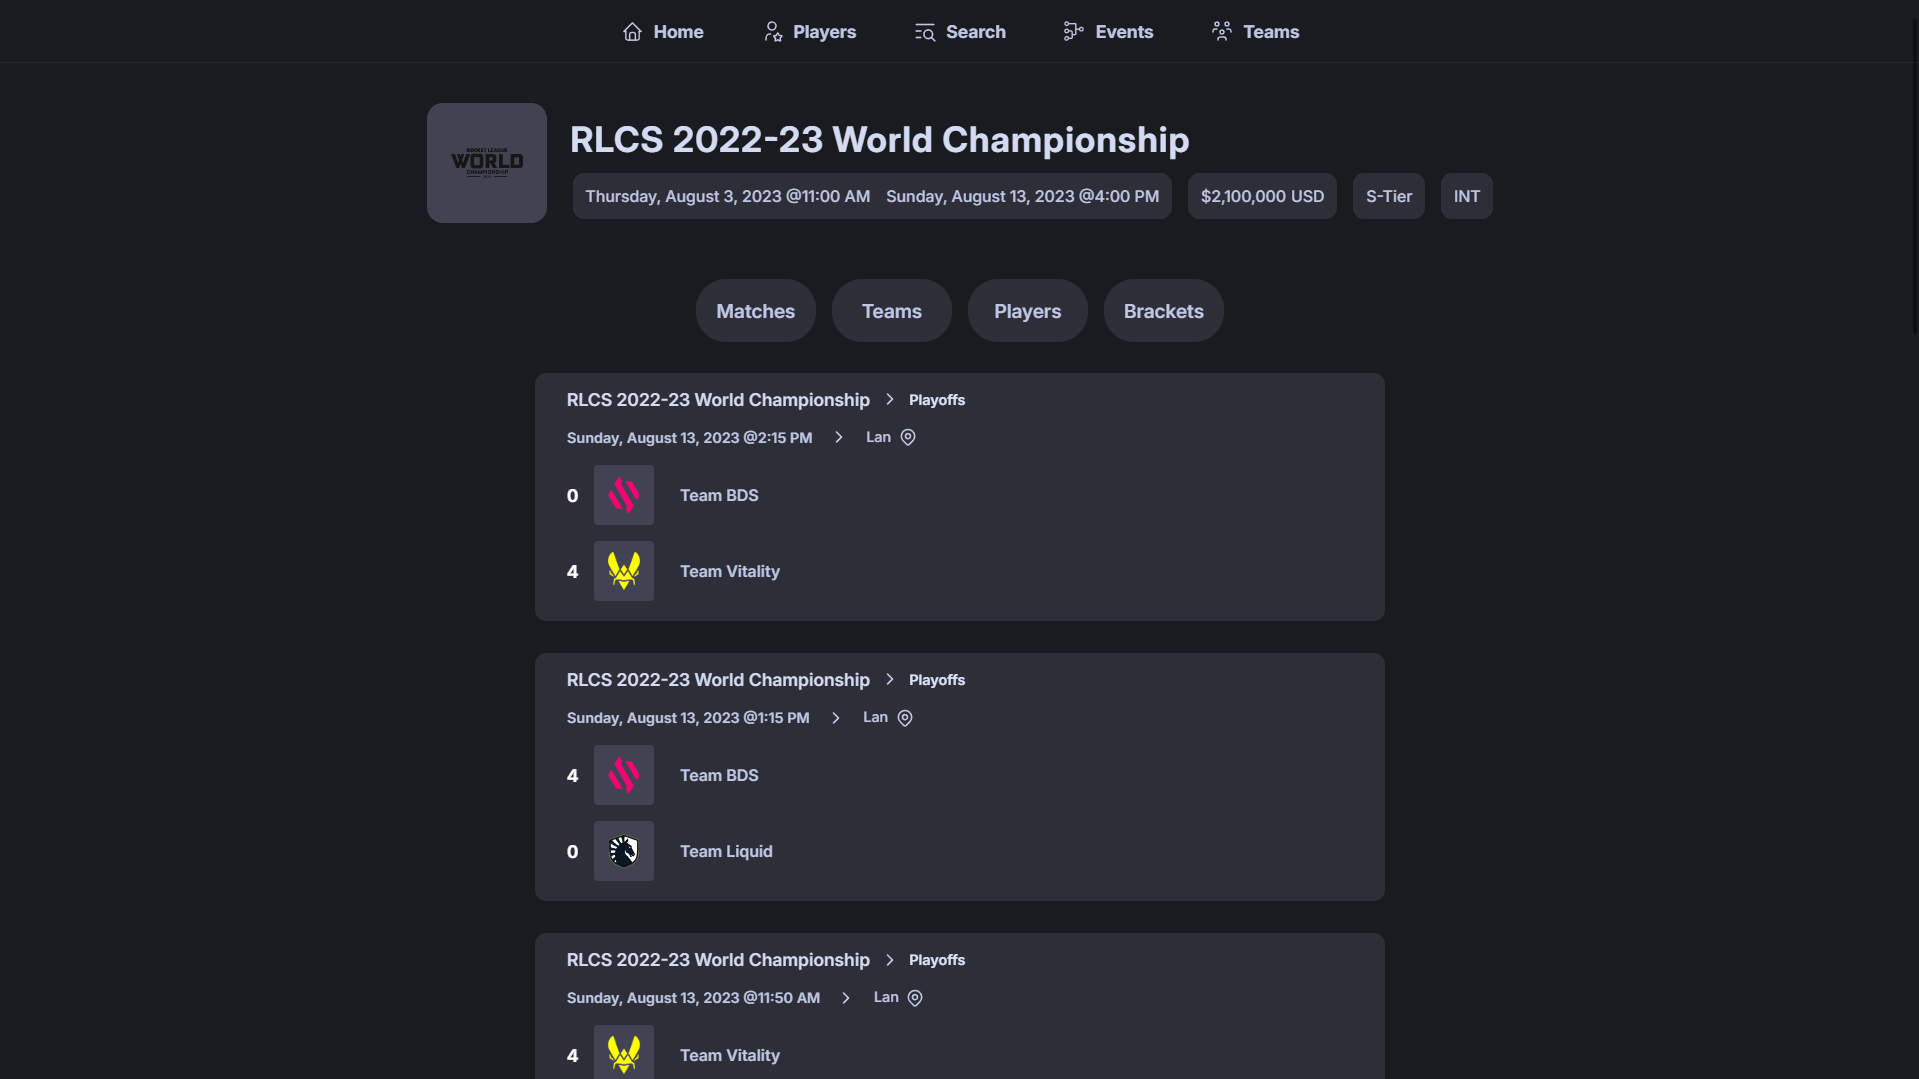 Home
Players
Search
Events
Teams
ROCKET LEAGUE
WORLD
CHAMPIONSHIP
RLCS 2022-23 World Championship
Thursday, August 3, 2023 @11:00 AM Sunday, August 13, 2023 @4:00 PM
$2,100,000 USD
S-Tier
INT
Matches
Teams
Players
Brackets
RLCS 2022-23 World Championship > Playoffs
Sunday, August 13, 2023 @2:15 PM > Lan
0 Team BDS
4 Team Vitality
RLCS 2022-23 World Championship > Playoffs
Sunday, August 13, 2023 @1:15 PM > Lan
4 Team BDS
0 Team Liquid
RLCS 2022-23 World Championship > Playoffs
Sunday, August 13, 2023 @11:50 AM > Lan
4 Team Vitality